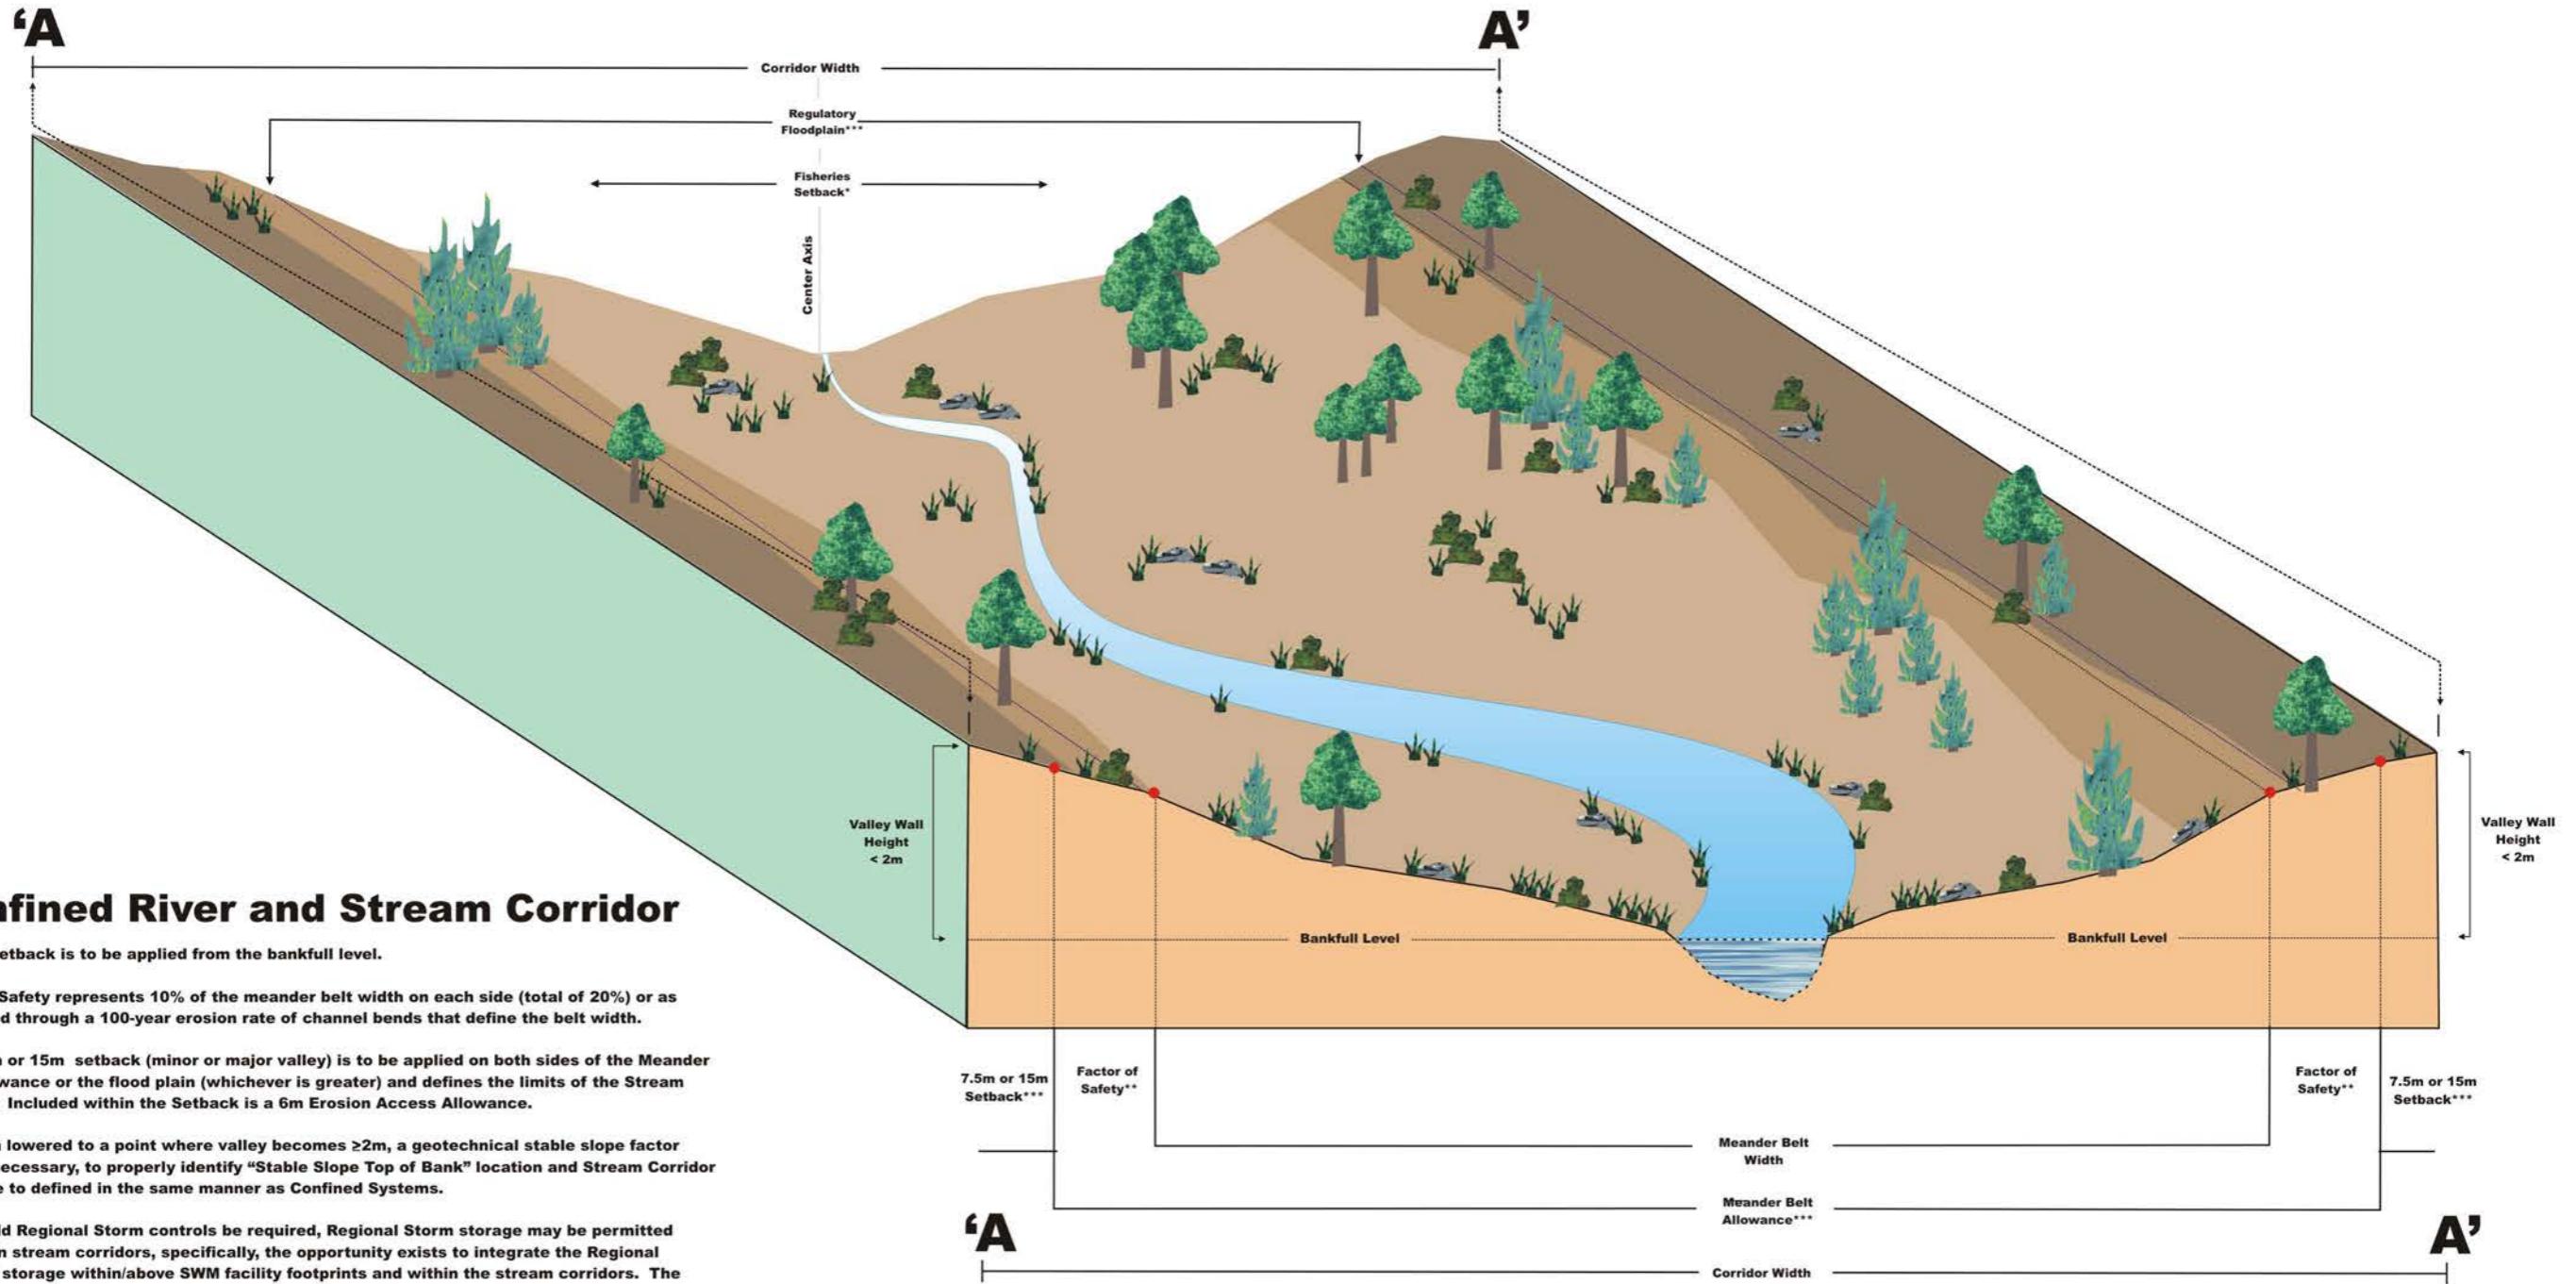 ‘A
A’
Corridor Width
Regulatory
Floodplain***
Fisheries
Setback*
Center Axis
Valley Wall
Height
< 2m
Valley Wall
Height
< 2m
Bankfull Level
Bankfull Level
nfined River and Stream Corridor
etback is to be applied from the bankfull level.
Safety represents 10% of the meander belt width on each side (total of 20%) or as
d through a 100-year erosion rate of channel bends that define the belt width.
or 15m setback (minor or major valley) is to be applied on both sides of the Meander
wance or the flood plain (whichever is greater) and defines the limits of the Stream
Included within the Setback is a 6m Erosion Access Allowance.
lowered to a point where valley becomes ≥2m, a geotechnical stable slope factor
ecessary, to properly identify “Stable Slope Top of Bank” location and Stream Corridor
e to defined in the same manner as Confined Systems.
ld Regional Storm controls be required, Regional Storm storage may be permitted
n stream corridors, specifically, the opportunity exists to integrate the Regional
storage within/above SWM facility footprints and within the stream corridors. The
7.5m or 15m
Setback***
Factor of
Safety**
Factor of
Safety**
7.5m or 15m
Setback***
Meander Belt
Width
Meander Belt
Allowance***
‘A
A’
Corridor Width